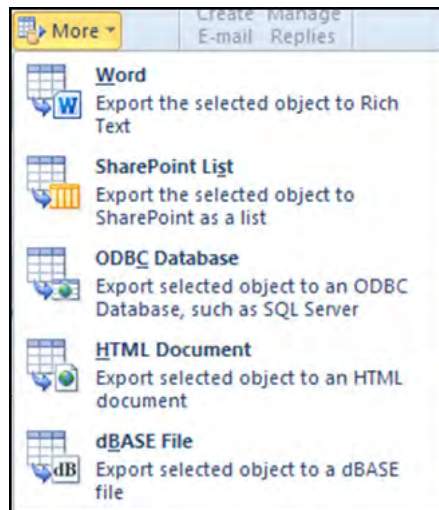 More
Create Manage
E-mail Replies
Word
Export the selected object to Rich
Text
W
SharePoint List
Export the selected object to
SharePoint as a list
ODBC Database
Export selected object to an ODBC
Database, such as SQL Server
HTML Document
Export selected object to an HTML
document
dBASE File
Export selected object to a dBASE
file
dB